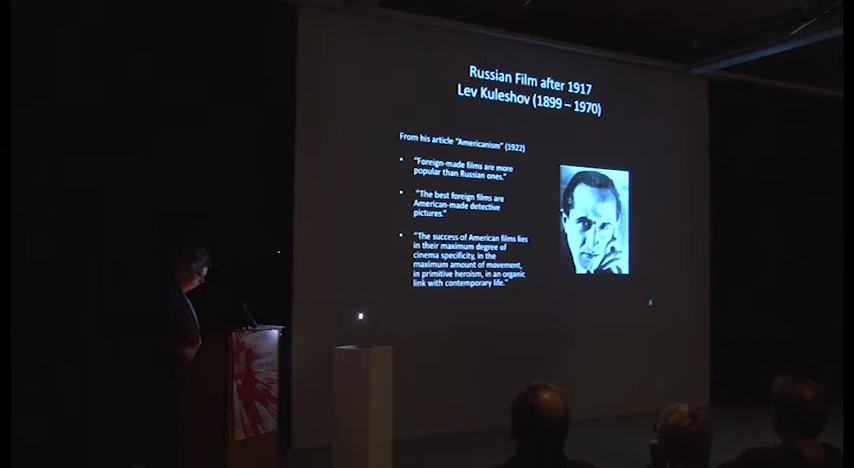 Russian Film after 1917
Lev Kuleshov (1899 – 1970)
From his article "Americanism" (1922)
• "Foreign-made films are more
popular than Russian ones."
• "The best foreign films are
American-made detective
pictures."
• "The success of American films lies
in their maximum degree of
cinema specificity, in the
maximum amount of movement,
in primitive heroism, in an organic
link with contemporary life."